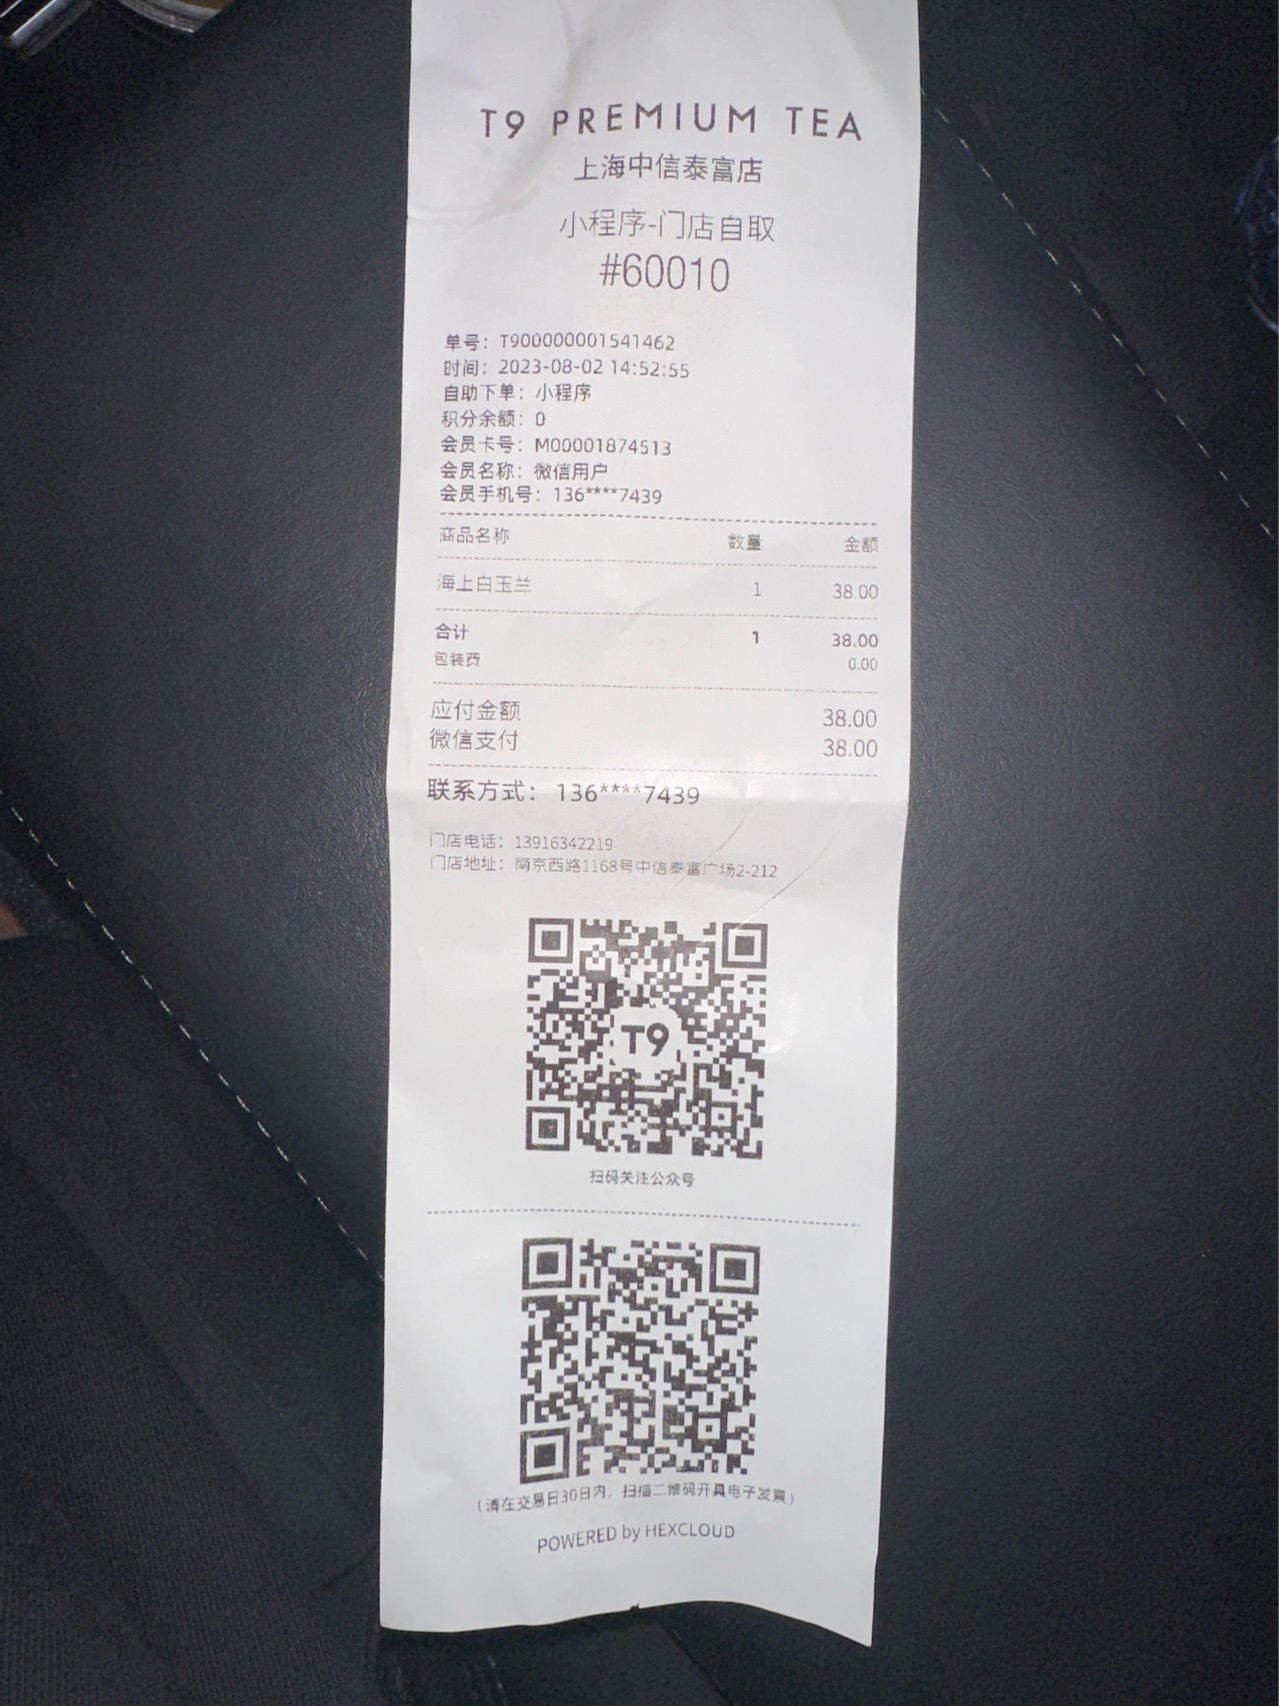 T9 PREMIUM TEA
上海中信泰富店
小程序-门店自取
#60010
单号：T900000001541462
时间：2023-08-02 14:52:55
自助下单：小程序
积分余额：0
会员卡号：M00001874513
会员名称：微信用户
会员手机号：136****7439
商品名称 数量 金额
海上白玉兰 1 38.00
合计 1 38.00
包装费 0.00
应付金额 38.00
微信支付 38.00
联系方式：136****7439
门店电话：13916342219
门店地址：南京西路1168号中信泰富广场2-212
T9
扫码关注公众号
（请在交易日30日内，扫描二维码开具电子发票）
POWERED by HEXCLOUD